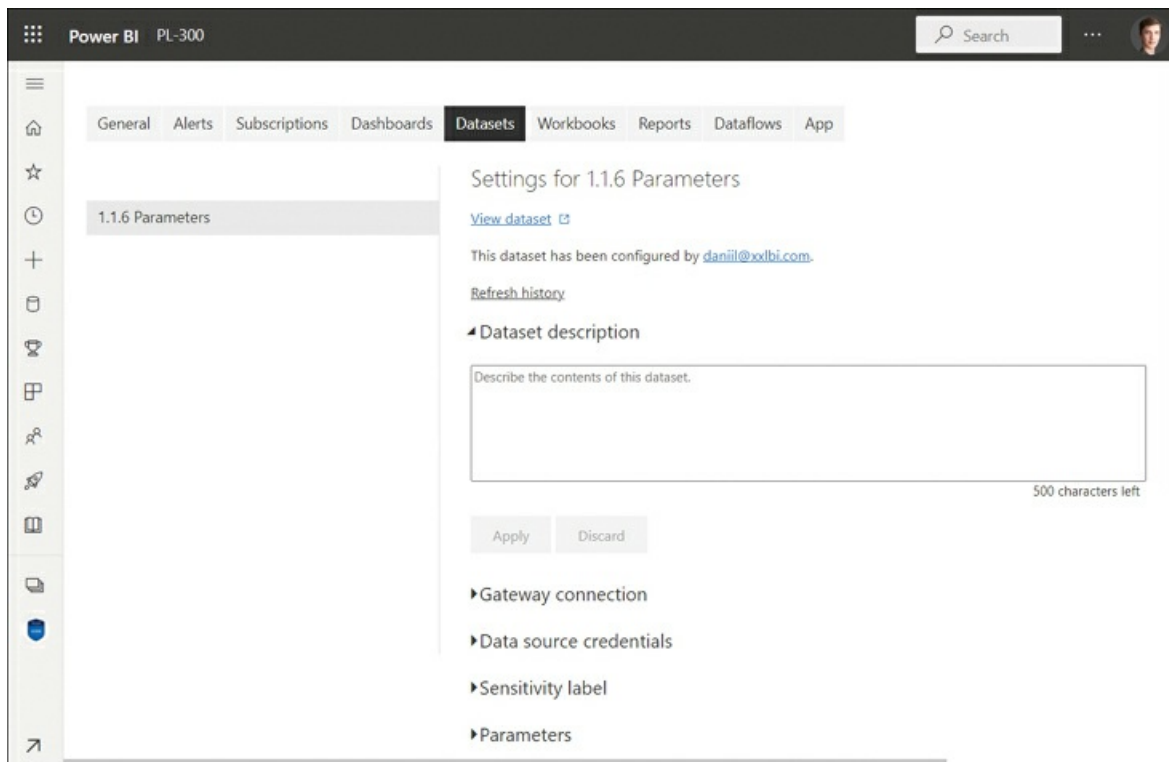 Power BI PL-300
Search
General Alerts Subscriptions Dashboards Datasets Workbooks Reports Dataflows App
Settings for 1.1.6 Parameters
1.1.6 Parameters
View dataset
This dataset has been configured by daniil@xxlbi.com.
Refresh history
Dataset description
Describe the contents of this dataset.
500 characters left
Apply Discard
Gateway connection
Data source credentials
Sensitivity label
Parameters